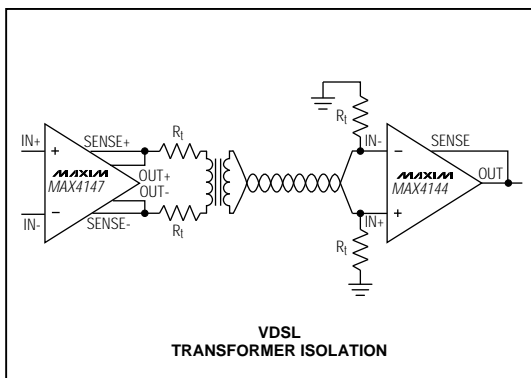 IN+
IN-
SENSE+
OUT+
OUT-
SENSE-
MAXIM
MAX4147
Rt
Rt
Rt
Rt
IN-
IN+
MAXIM
MAX4144
SENSE
OUT
VDSL
TRANSFORMER ISOLATION